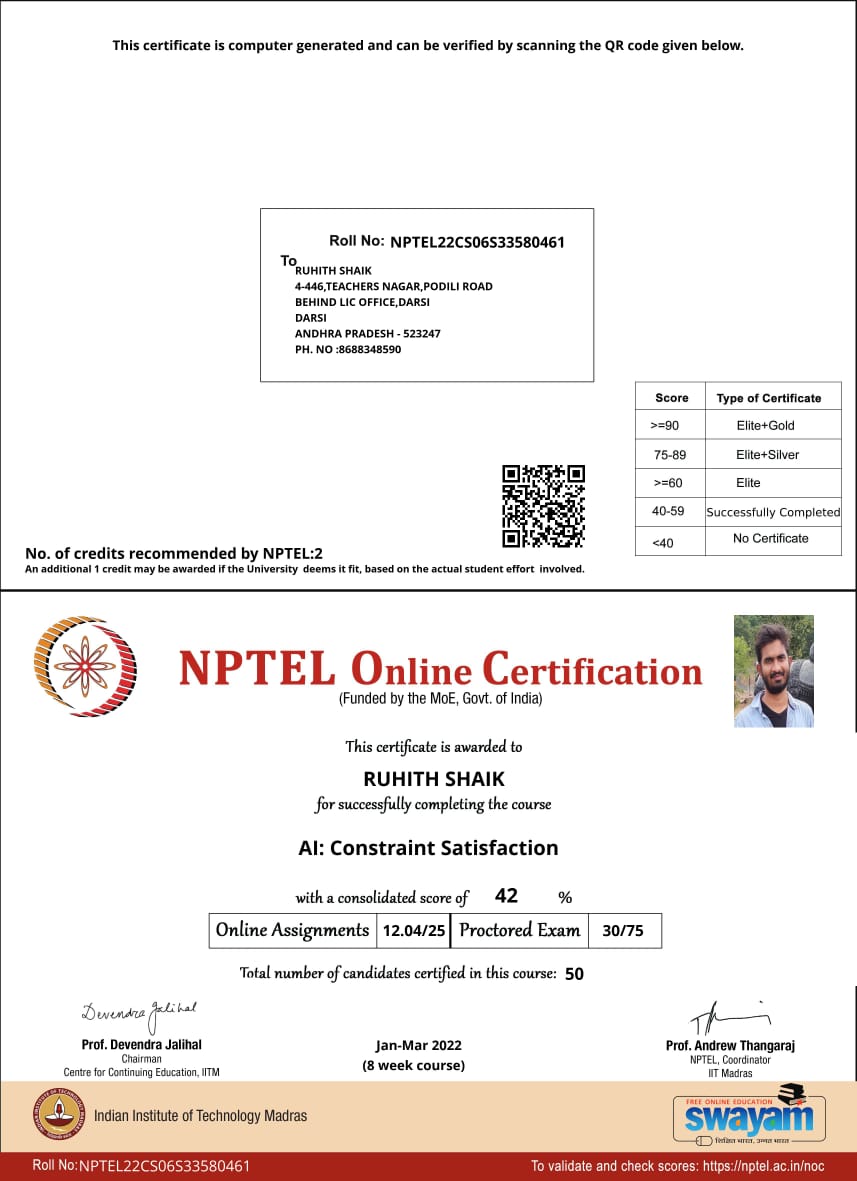 This certificate is computer generated and can be verified by scanning the QR code given below.
Roll No: NPTEL22CS06S33580461
To
RUHITH SHAIK
4-446,TEACHERS NAGAR,PODILI ROAD
BEHIND LIC OFFICE,DARSI
DARSI
ANDHRA PRADESH - 523247
PH. NO :8688348590
Score Type of Certificate
>=90 Elite+Gold
75-89 Elite+Silver
>=60 Elite
40-59 Successfully Completed
<40 No Certificate
No. of credits recommended by NPTEL:2
An additional 1 credit may be awarded if the University deems it fit, based on the actual student effort involved.
NPTEL Online Certification
(Funded by the MoE, Govt. of India)
This certificate is awarded to
RUHITH SHAIK
for successfully completing the course
AI: Constraint Satisfaction
with a consolidated score of 42 %
Online Assignments 12.04/25 Proctored Exam 30/75
Total number of candidates certified in this course: 50
Devendra Jalihal
Prof. Devendra Jalihal
Chairman
Centre for Continuing Education, IITM
Jan-Mar 2022
(8 week course)
Prof. Andrew Thangaraj
NPTEL, Coordinator
IIT Madras
Indian Institute of Technology Madras
FREE ONLINE EDUCATION
swayam
शिक्षित भारत, उन्नत भारत
Roll No:NPTEL22CS06S33580461
To validate and check scores: https://nptel.ac.in/noc